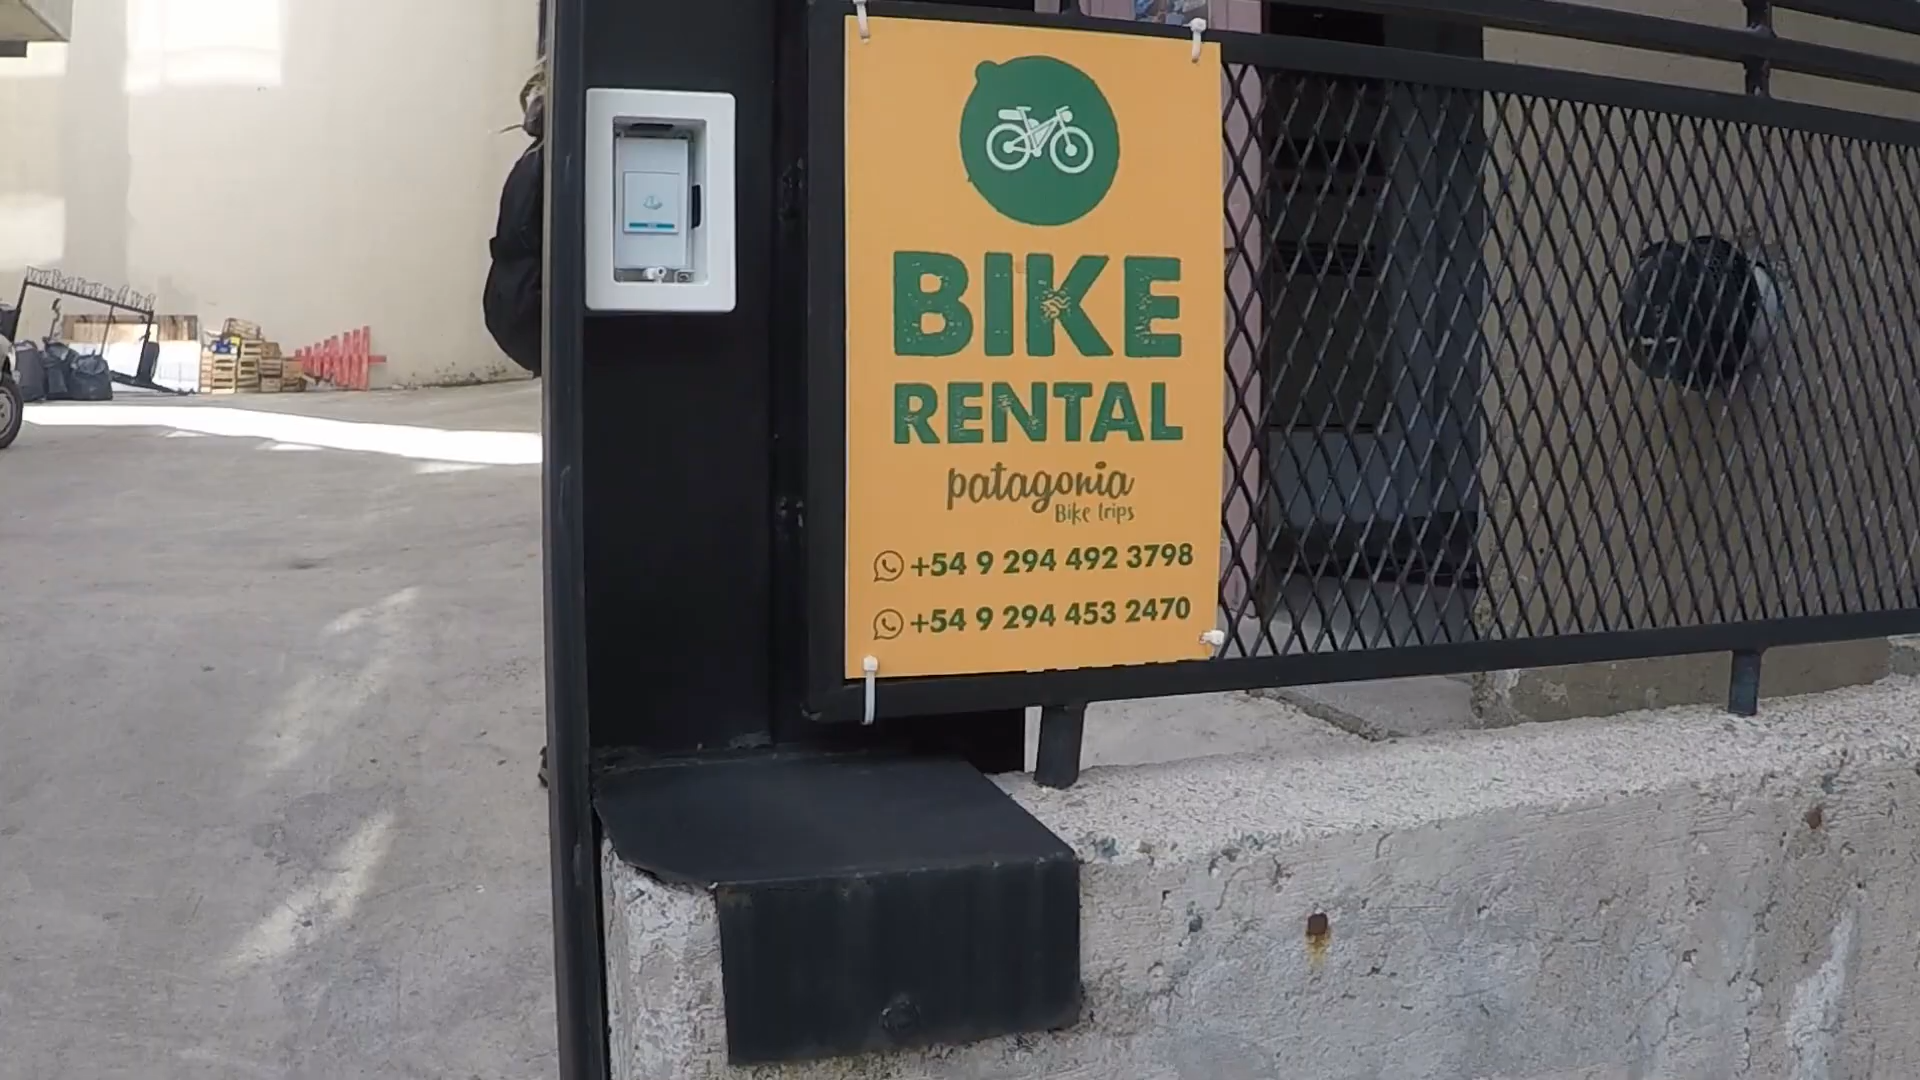 BIKE
RENTAL
patagonia
Bike trips
+54 9 294 492 3798
+54 9 294 453 2470